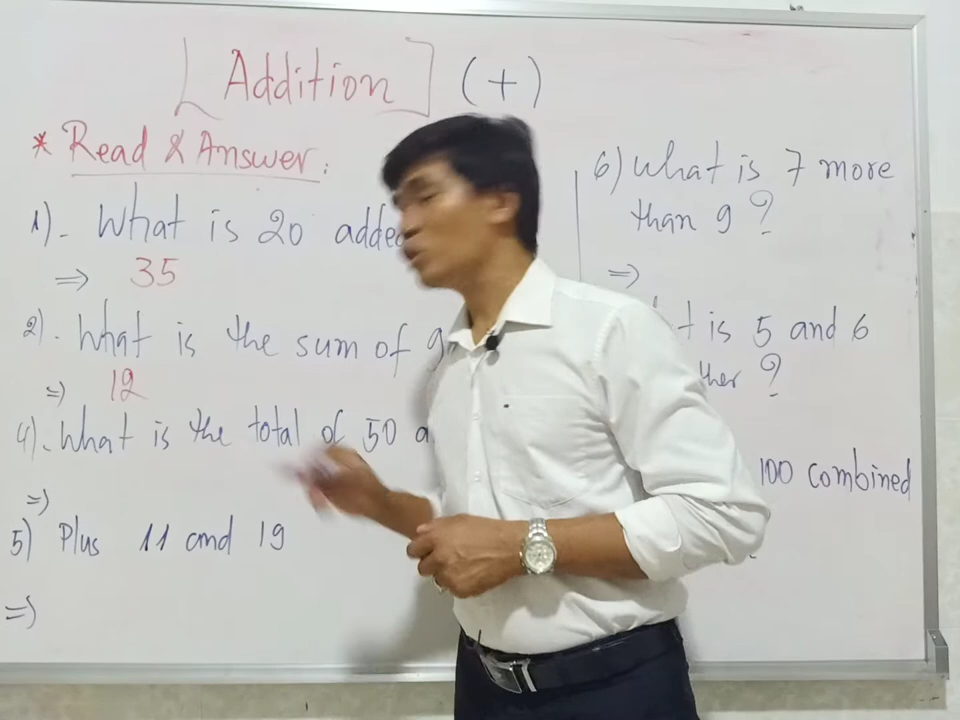 [Addition] (+)
* Read & Answer:
1). What is 20 added
=> 35
2). What is the sum of 9
=> 12
4). What is the total of 50 a
=>
5) Plus 11 and 19
=>
6) What is 7 more
than 9 ?
=>
t is 5 and 6
ther ?
100 combined